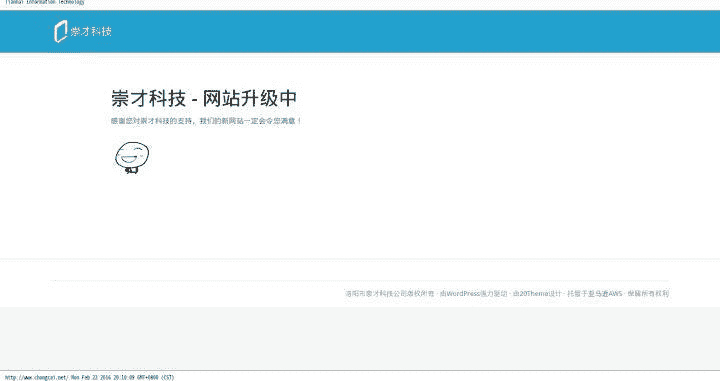 Tianhai Information Technology
崇才科技
崇才科技 - 网站升级中
感谢您对崇才科技的支持,我们的新网站一定会令您满意!
洛阳市崇才科技公司版权所有 · 由WordPress强力驱动 · 由20Theme设计 · 托管于亚马逊AWS · 保留所有权利
http://www.chongcai.net/ Mon Feb 22 2016 20:10:09 GMT+0800 (CST)